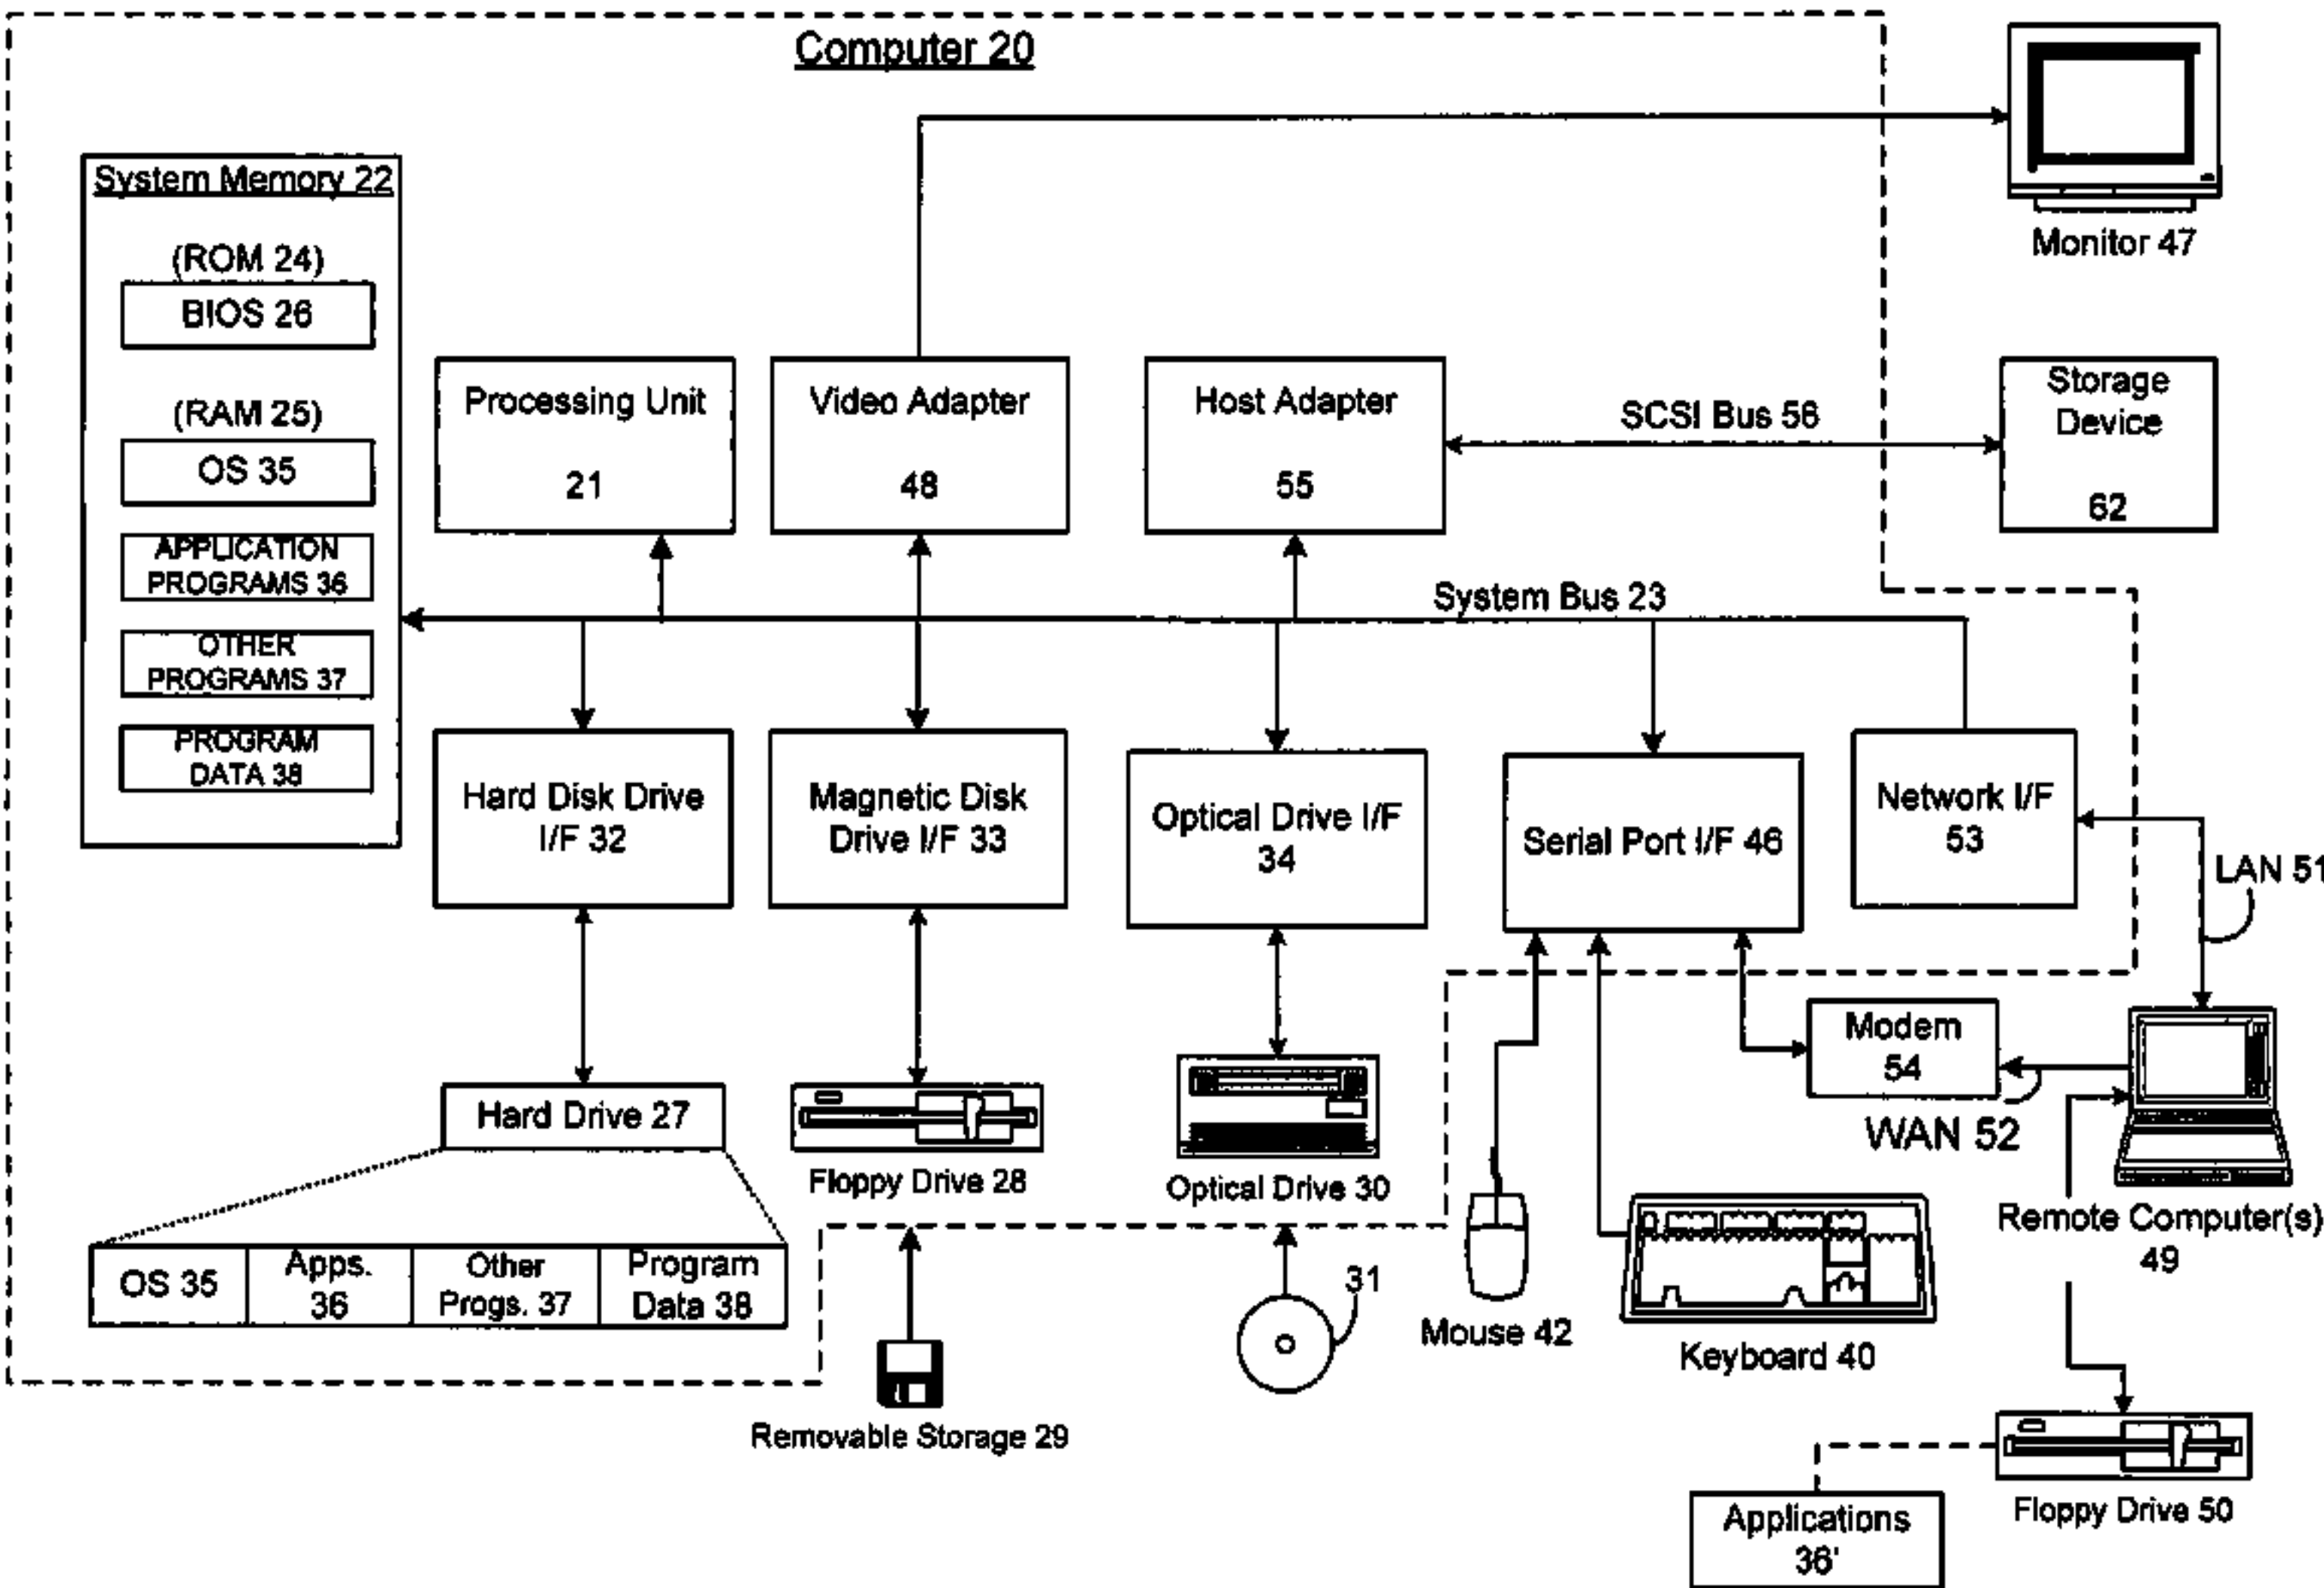 Computer 20
System Memory 22
(ROM 24)
BIOS 26
(RAM 25)
OS 35
APPLICATION
PROGRAMS 36
OTHER
PROGRAMS 37
PROGRAM
DATA 38
Processing Unit
21
Video Adapter
48
Host Adapter
55
SCSI Bus 56
Storage
Device
62
Monitor 47
System Bus 23
Hard Disk Drive
I/F 32
Magnetic Disk
Drive I/F 33
Optical Drive I/F
34
Serial Port I/F 46
Network I/F
53
LAN 51
Modem
54
WAN 52
Hard Drive 27
Floppy Drive 28
Optical Drive 30
Remote Computer(s)
49
OS 35
Apps.
36
Other
Progs. 37
Program
Data 38
31
Mouse 42
Keyboard 40
Removable Storage 29
Floppy Drive 50
Applications
36'